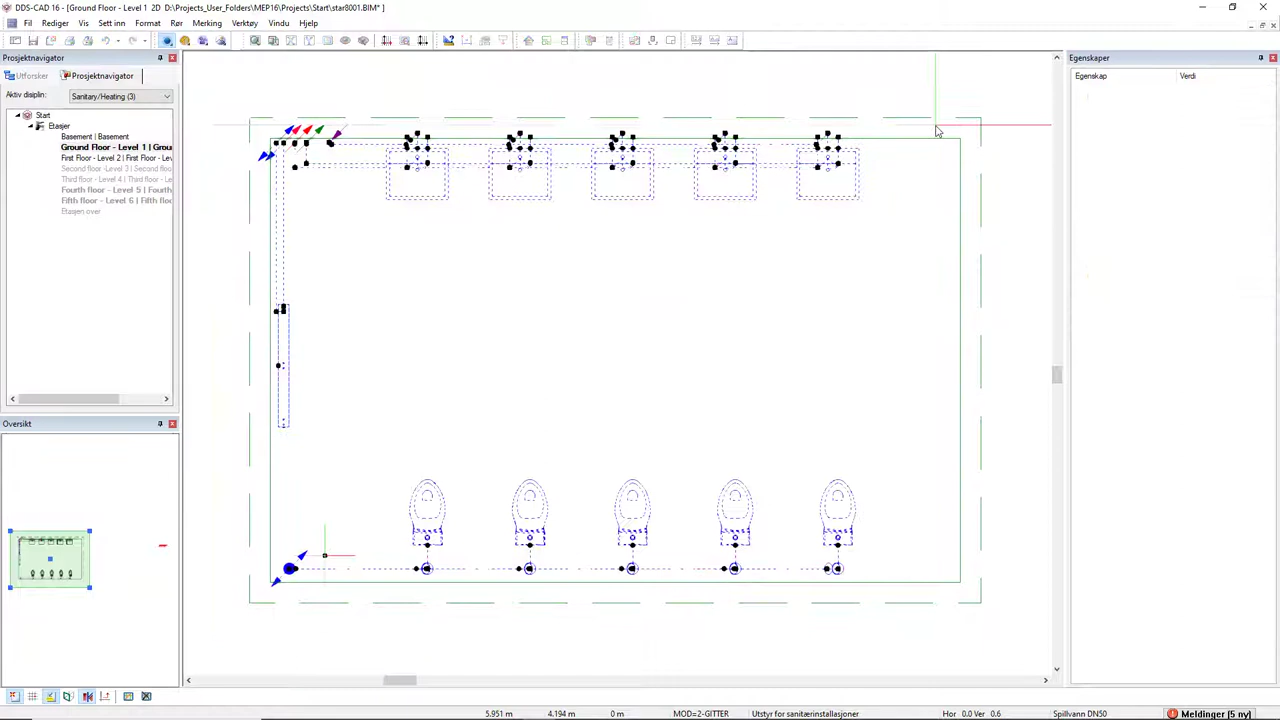 DDS-CAD 16 - [Ground Floor - Level 1  2D  D:\Projects_User_Folders\MEP16\Projects\Start\star8001.BIM* ]
Fil Rediger Vis Sett inn Format Rør Merking Verktøy Vindu Hjelp
Prosjektnavigator
Utforsker Prosjektnavigator
Aktiv disiplin: Sanitary/Heating (3)
Start
Etasjer
Basement | Basement
Ground Floor - Level 1 | Grou
First Floor - Level 2 | First Floor - Lev
Second floor -Level 3 | Second Floor -
Third floor - Level 4 | Third floor - Lev
Fourth floor - Level 5 | Fourth
Fifth floor - Level 6 | Fifth floo
Etasjen over
Oversikt
Egenskaper
Egenskap Verdi
5.951 m 4.194 m 0 m MOD=2-GITTER Utstyr for sanitærinstallasjoner Hor 0.0 Ver 0.6 Spillvann DN50 Meldinger [5 ny]